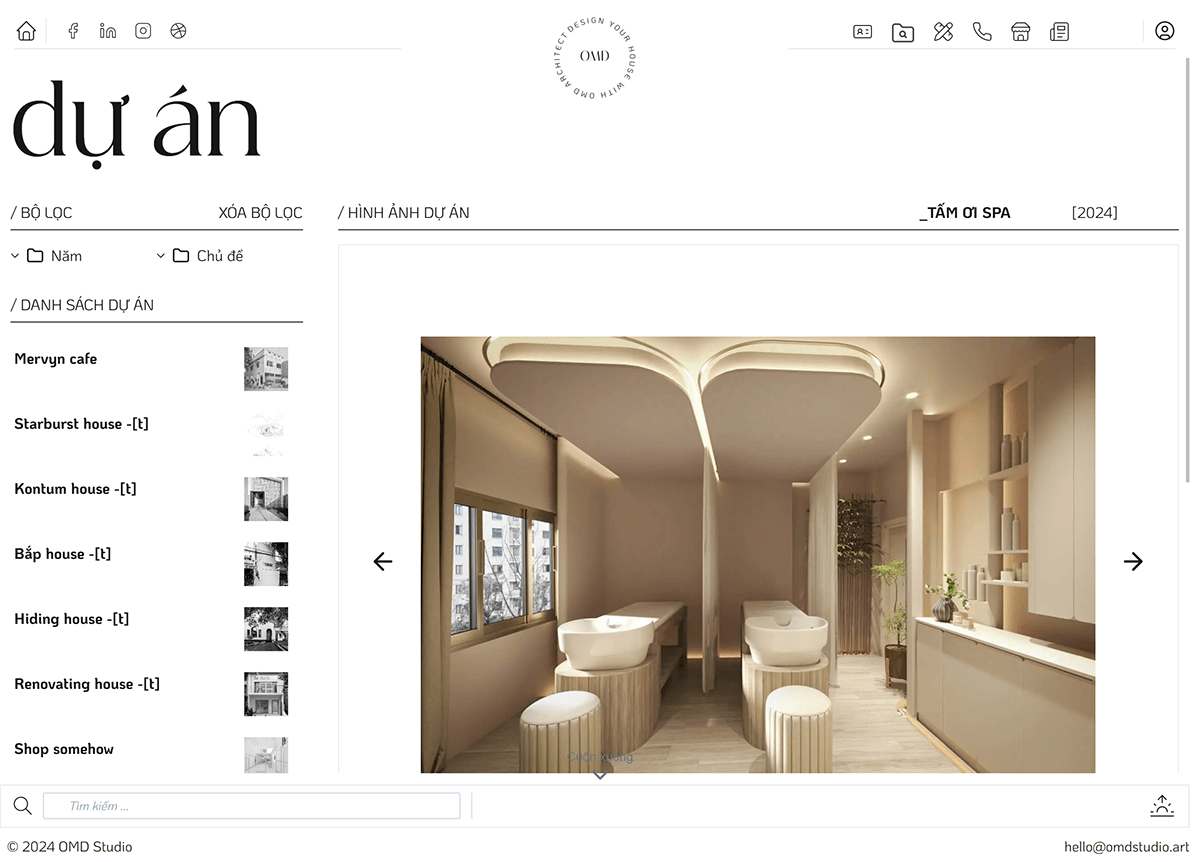 ARCHITECT DESIGN YOUR HOUSE WITH OMD
OMD
dự án
/ BỘ LỌC
XÓA BỘ LỌC
/ HÌNH ẢNH DỰ ÁN
_TẤM ƠI SPA
[2024]
Năm
Chủ đề
/ DANH SÁCH DỰ ÁN
Mervyn cafe
Starburst house -[t]
Kontum house -[t]
Bắp house -[t]
Hiding house -[t]
Renovating house -[t]
Shop somehow
Cuộn xuống
Tìm kiếm ...
© 2024 OMD Studio
hello@omdstudio.art